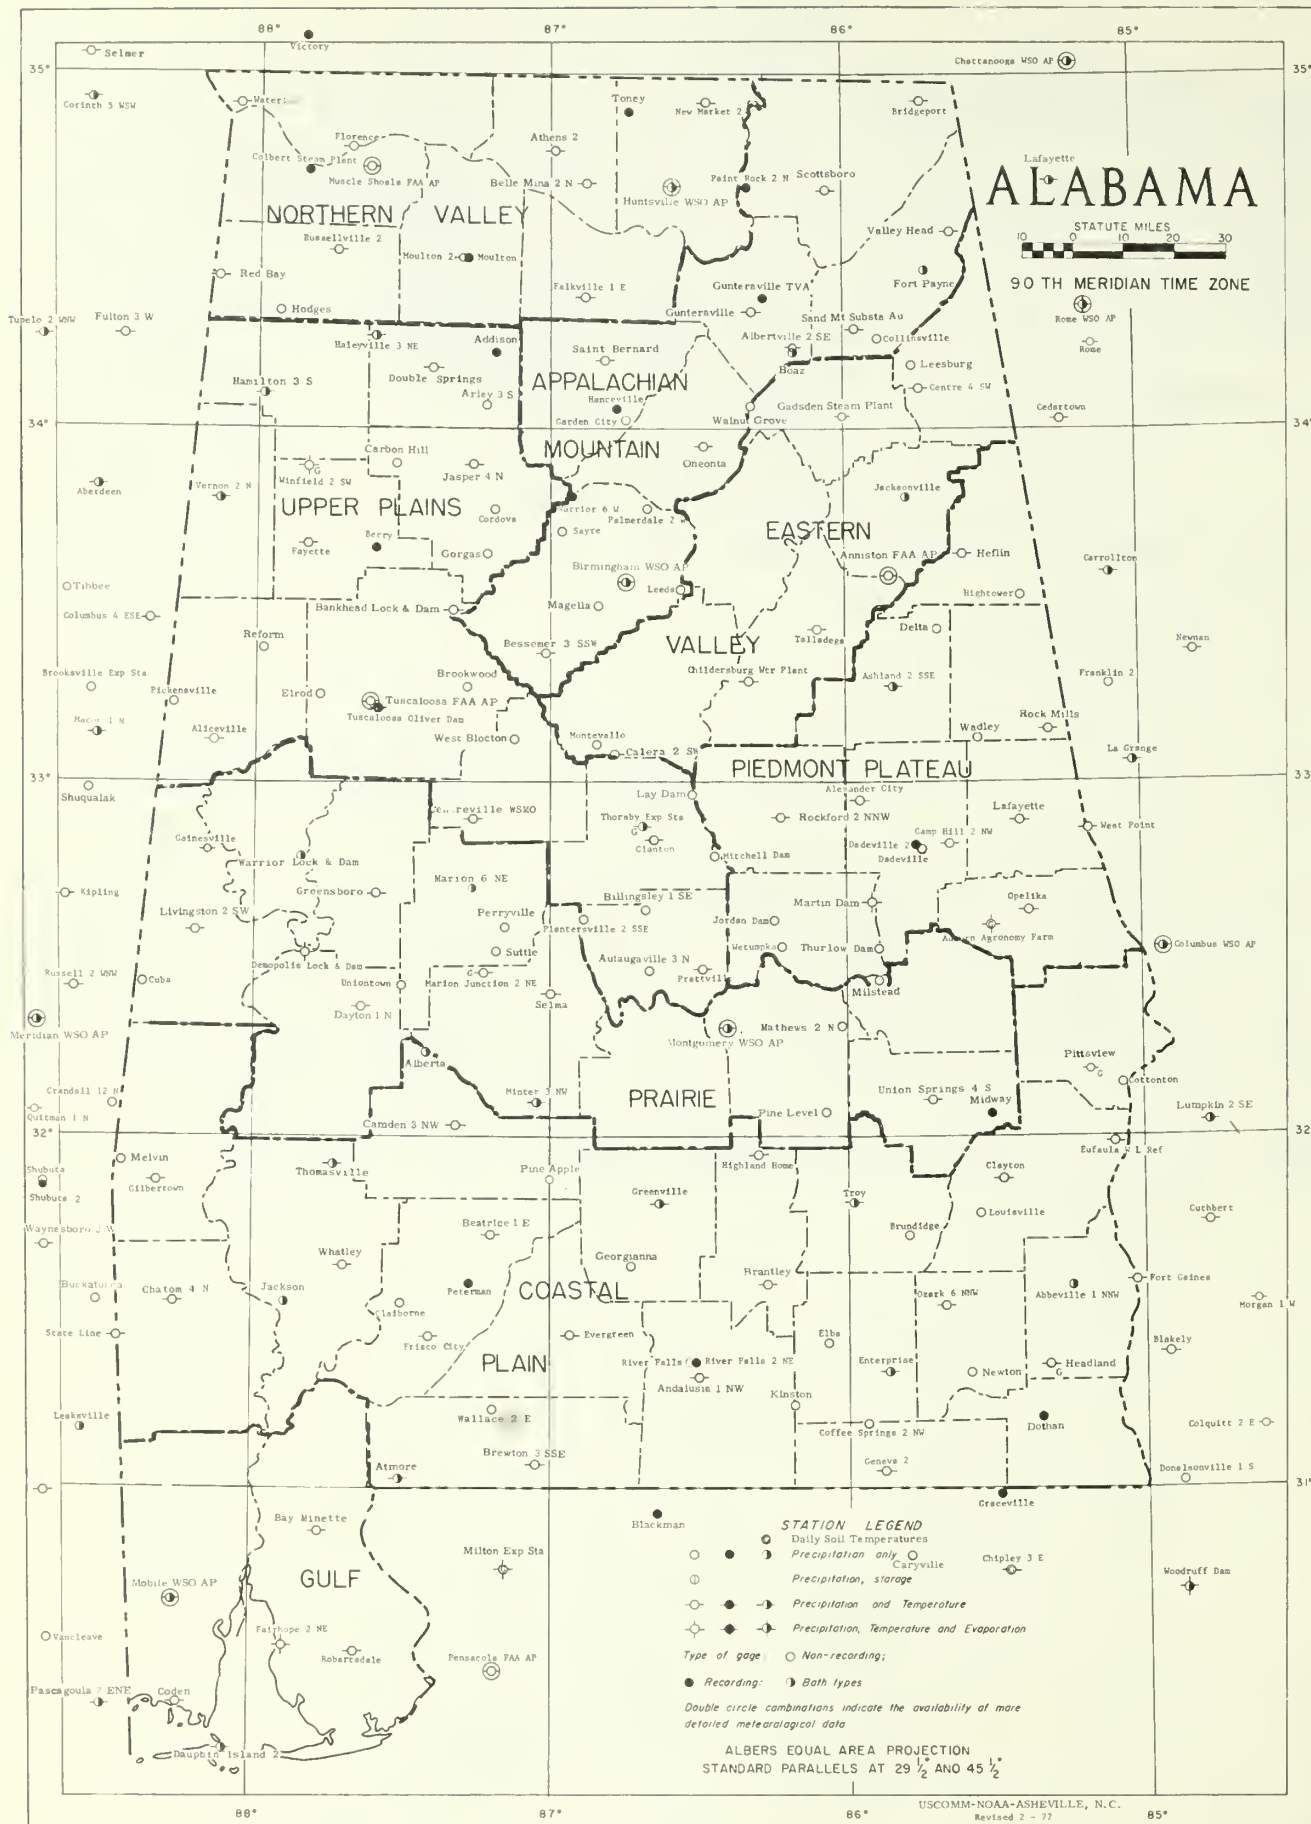 88°
87°
86°
85°
Selmer
Victory
Chattanooga WSO AP
35°
35°
Corinth 5 WSW
Toney
New Market 2
Bridgeport
Florence
Athens 2
Colbert Steam Plant
Muscle Shoals FAA AP
Belle Mina 2 N
Huntsville WSO AP
Paint Rock 2 N
Scottsboro
Lafayette
ALABAMA
STATUTE MILES
10 0 10 20 30
90 TH MERIDIAN TIME ZONE
NORTHERN VALLEY
Russellville 2
Valley Head
Moulton 2
Moulton
Red Bay
Fort Payne
Guntersville TVA
Falkville 1 E
Guntersville
Hodges
Rome WSO AP
Tupelo 2 WNW
Fulton 3 W
Sand Mt Substa Au
Rome
Haleyville 3 NE
Addison
Albertville 2 SE
Collinsville
Saint Bernard
Boaz
Leesburg
Double Springs
Hamilton 3 S
APPALACHIAN
Centre 4 SW
Arley 3 S
Hanceville
Gadsden Steam Plant
Garden City
Walnut Grove
Cedartown
34°
34°
MOUNTAIN
Carbon Hill
Oneonta
G
Winfield 2 SW
Jasper 4 N
Aberdeen
Vernon 2 N
Jacksonville
UPPER PLAINS
Warrior 6 W
Palmerdale 2 W
Cordova
EASTERN
Sayre
Fayette
Berry
Gorgas
Anniston FAA AP
Heflin
Birmingham WSO AP
Carrollton
Tibbee
Leeds
Columbus 4 ESE
Bankhead Lock & Dam
Magella
Hightower
Reform
Talladega
Delta
VALLEY
Newnan
Bessemer 3 SSW
Brooksville Exp Sta
Brookwood
Childersburg Wtr Plant
Ashland 2 SSE
Franklin 2
Pickensville
Elrod
Tuscaloosa FAA AP
Tuscaloosa Oliver Dam
Macon 1 N
Aliceville
West Blocton
Montevallo
Wadley
Rock Mills
Calera 2 SW
La Grange
33°
33°
PIEDMONT PLATEAU
Shuqualak
Lay Dam
Alexander City
Thorsby Exp Sta
G
Rockford 2 NNW
Lafayette
Gainesville
Clanton
Camp Hill 2 NW
Dadeville 2
Dadeville
West Point
Warrior Lock & Dam
Mitchell Dam
Kipling
Greensboro
Marion 6 NE
Livingston 2 SW
Perryville
Billingsley 1 SE
Martin Dam
Opelika
Plantersville 2 SSE
Jordan Dam
Auburn Agronomy Farm
Demopolis Lock & Dam
Suttle
Wetumpka
Thurlow Dam
Columbus WSO AP
Russell 2 WNW
Cuba
G
Uniontown
Marion Junction 2 NE
Autaugaville 3 N
Prattville
Milstead
Dayton 1 N
Selma
Meridian WSO AP
Montgomery WSO AP
Mathews 2 N
Alberta
Pittsview
G
Crandall 12 N
Cottonton
Quitman 1 N
Minter 3 NW
PRAIRIE
Union Springs 4 S
Midway
Camden 3 NW
Pine Level
Lumpkin 2 SE
32°
32°
Melvin
Highland Home
Eufaula W L Ref
Shubuta
Gilbertown
Thomasville
Pine Apple
Clayton
Shubuta 2
Greenville
Troy
Cuthbert
Waynesboro 2 W
Beatrice 1 E
Louisville
Brundidge
Whatley
Georgianna
Buckatunna
Chatom 4 N
Jackson
Peterman
COASTAL
Brantley
Fort Gaines
Claiborne
Ozark 6 NNW
Abbeville 1 NNW
Morgan 1 W
State Line
Frisco City
Evergreen
Elba
Blakely
PLAIN
River Falls
River Falls 2 NE
Enterprise
Newton
Headland
G
Andalusia 1 NW
Kinston
Leakesville
Wallace 2 E
Dothan
Coffee Springs 2 NW
Colquitt 2 E
Brewton 3 SSE
Atmore
Geneva 2
Donalsonville 1 S
31°
Graceville
Blackman
Bay Minette
STATION LEGEND
Daily Soil Temperatures
Precipitation only
Caryville
Chipley 3 E
Milton Exp Sta
GULF
Precipitation, storage
Woodruff Dam
Mobile WSO AP
Precipitation and Temperature
Precipitation, Temperature and Evaporation
Vancleave
Fairhope 2 NE
Robertsdale
Pensacola FAA AP
Type of gage
Non-recording;
Recording:
Both types
Pascagoula 7 ENE
Coden
Double circle combinations indicate the availability of more
detailed meteorological data
Dauphin Island 2
ALBERS EQUAL AREA PROJECTION
STANDARD PARALLELS AT 29 ½° AND 45 ½°
USCOMM-NOAA-ASHEVILLE, N.C.
Revised 2 - 77
88°
87°
86°
85°